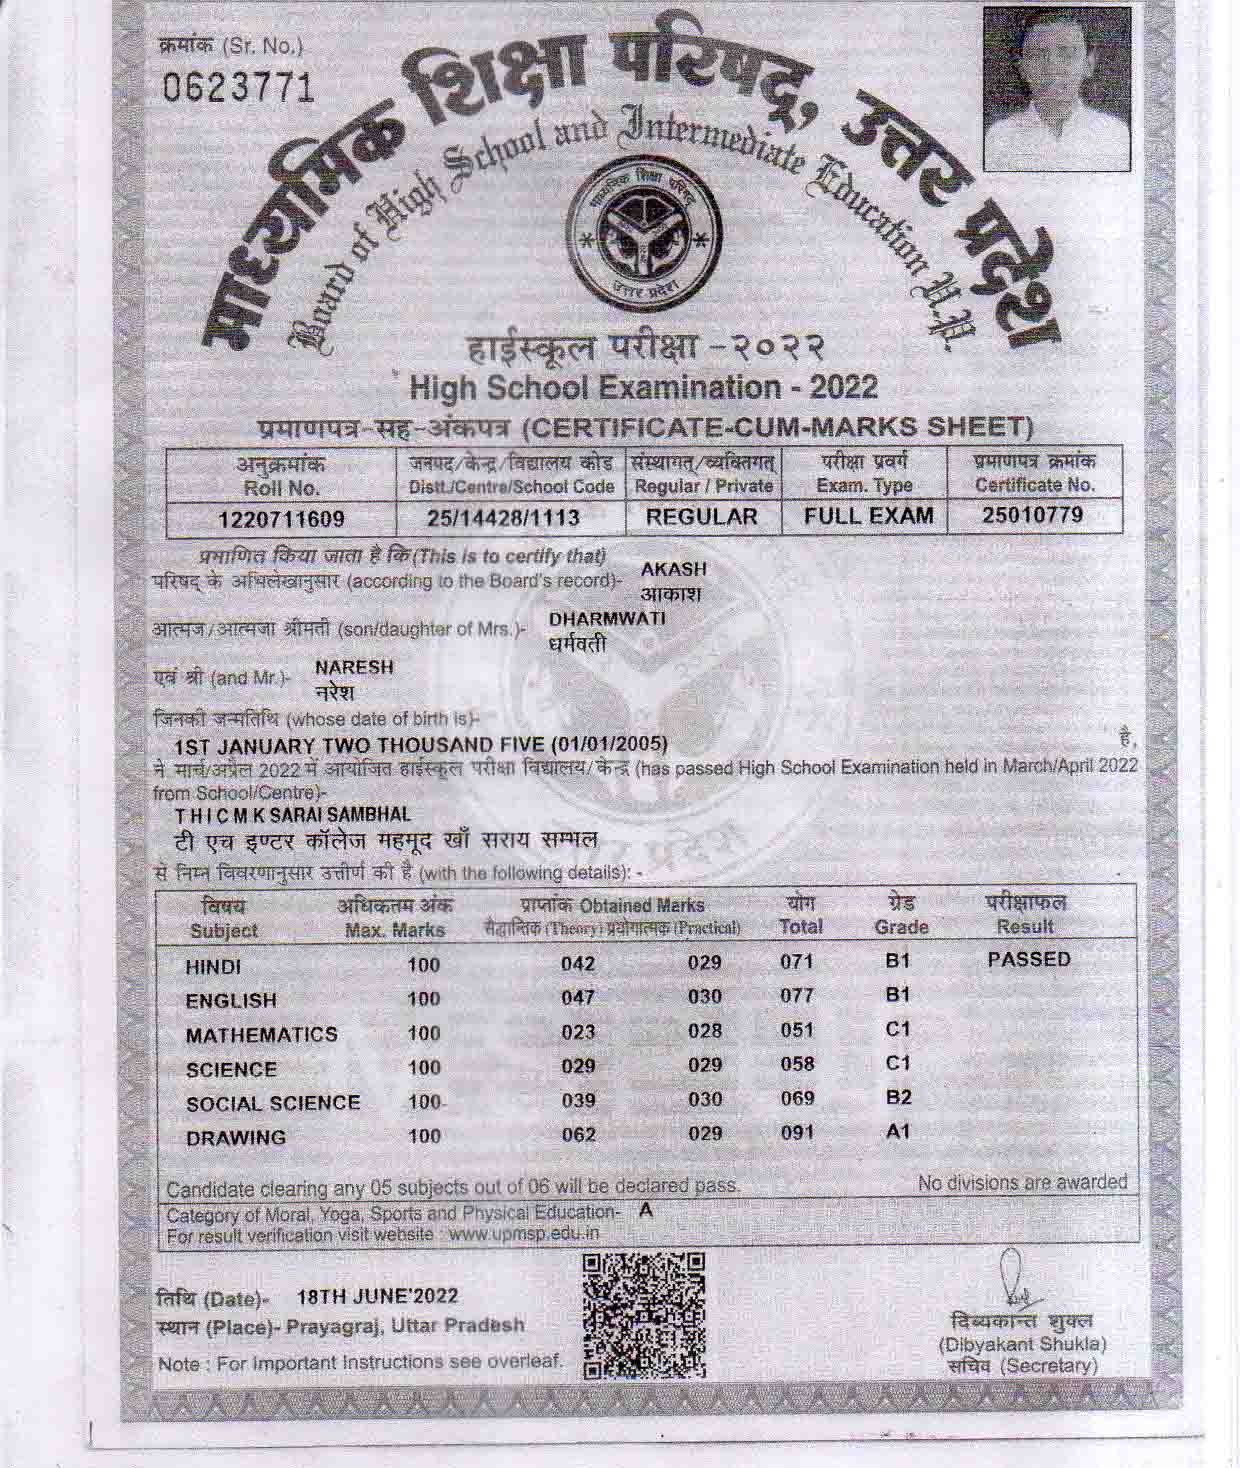 क्रमांक (Sr. No.)
0623771
माध्यमिक शिक्षा परिषद्, उत्तर प्रदेश
Board of High School and Intermediate Education U.P.
माध्यमिक शिक्षा परिषद्
उत्तर प्रदेश
हाईस्कूल परीक्षा -२०२२
High School Examination - 2022
प्रमाणपत्र-सह-अंकपत्र (CERTIFICATE-CUM-MARKS SHEET)
अनुक्रमांक जनपद/केन्द्र/विद्यालय कोड संस्थागत्/व्यक्तिगत् परीक्षा प्रवर्ग प्रमाणपत्र क्रमांक
Roll No. Distt./Centre/School Code Regular / Private Exam. Type Certificate No.
1220711609 25/14428/1113 REGULAR FULL EXAM 25010779
प्रमाणित किया जाता है कि (This is to certify that)
परिषद् के अभिलेखानुसार (according to the Board's record)- AKASH
आकाश
आत्मज/आत्मजा श्रीमती (son/daughter of Mrs.)- DHARMWATI
धर्मवती
एवं श्री (and Mr.)- NARESH
नरेश
जिनकी जन्मतिथि (whose date of birth is)-
1ST JANUARY TWO THOUSAND FIVE (01/01/2005) है,
ने मार्च/अप्रैल 2022 में आयोजित हाईस्कूल परीक्षा विद्यालय/केन्द्र (has passed High School Examination held in March/April 2022
from School/Centre)-
T H I C M K SARAI SAMBHAL
टी एच इण्टर कॉलेज महमूद खाँ सराय सम्भल
से निम्न विवरणानुसार उत्तीर्ण की है (with the following details): -
विषय अधिकतम अंक प्राप्तांक Obtained Marks योग ग्रेड परीक्षाफल
Subject Max. Marks सैद्धान्तिक (Theory) प्रयोगात्मक (Practical) Total Grade Result
HINDI 100 042 029 071 B1 PASSED
ENGLISH 100 047 030 077 B1
MATHEMATICS 100 023 028 051 C1
SCIENCE 100 029 029 058 C1
SOCIAL SCIENCE 100 039 030 069 B2
DRAWING 100 062 029 091 A1
Candidate clearing any 05 subjects out of 06 will be declared pass. No divisions are awarded
Category of Moral, Yoga, Sports and Physical Education- A
For result verification visit website : www.upmsp.edu.in
तिथि (Date)- 18TH JUNE'2022
स्थान (Place)- Prayagraj, Uttar Pradesh
Note : For Important Instructions see overleaf.
दिव्यकान्त शुक्ल
(Dibyakant Shukla)
सचिव (Secretary)